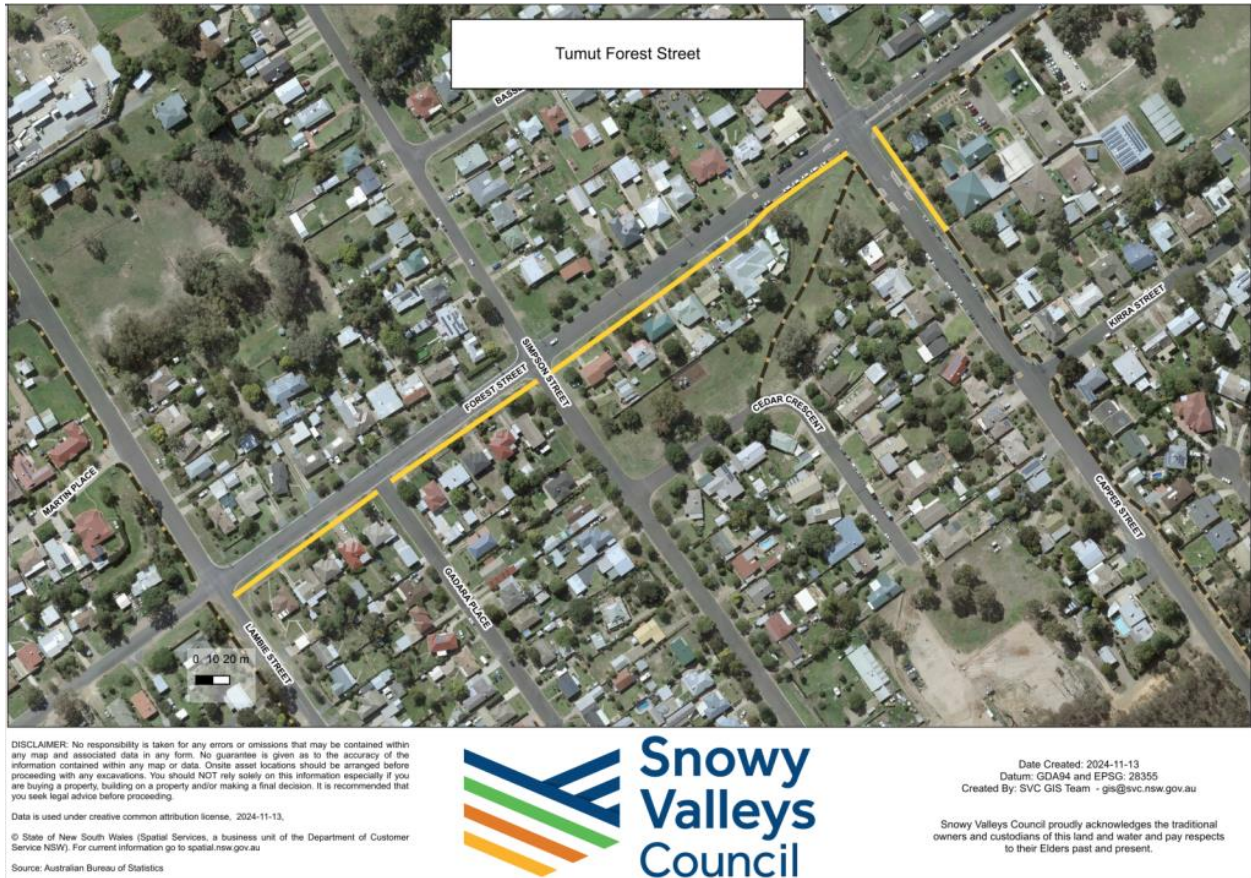 Tumut Forest Street
SIMPSON STREET
FOREST STREET
KIRRA STREET
CEDAR CRESCENT
MARTIN PLACE
CAPPER STREET
GADARA PLACE
LAMBIE STREET
0 10 20 m
DISCLAIMER: No responsibility is taken for any errors or omissions that may be contained within
any map and associated data in any form. No guarantee is given as to the accuracy of the
information contained within any map or data. Onsite asset locations should be arranged before
proceeding with any excavations. You should NOT rely solely on this information especially if you
are buying a property, building on a property and/or making a final decision. It is recommended that
you seek legal advice before proceeding.
Data is used under creative common attribution license, 2024-11-13,
© State of New South Wales (Spatial Services, a business unit of the Department of Customer
Service NSW). For current information go to spatial.nsw.gov.au
Source: Australian Bureau of Statistics
Snowy
Valleys
Council
Date Created: 2024-11-13
Datum: GDA94 and EPSG: 28355
Created By: SVC GIS Team - gis@svc.nsw.gov.au
Snowy Valleys Council proudly acknowledges the traditional
owners and custodians of this land and water and pay respects
to their Elders past and present.